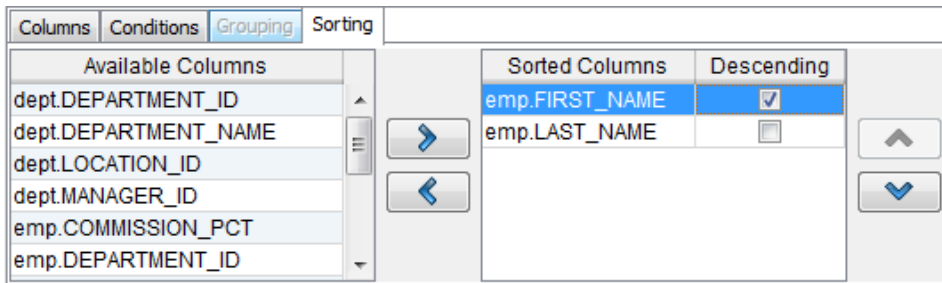 Columns Conditions Grouping Sorting
Available Columns
dept.DEPARTMENT_ID
dept.DEPARTMENT_NAME
dept.LOCATION_ID
dept.MANAGER_ID
emp.COMMISSION_PCT
emp.DEPARTMENT_ID
Sorted Columns Descending
emp.FIRST_NAME
emp.LAST_NAME